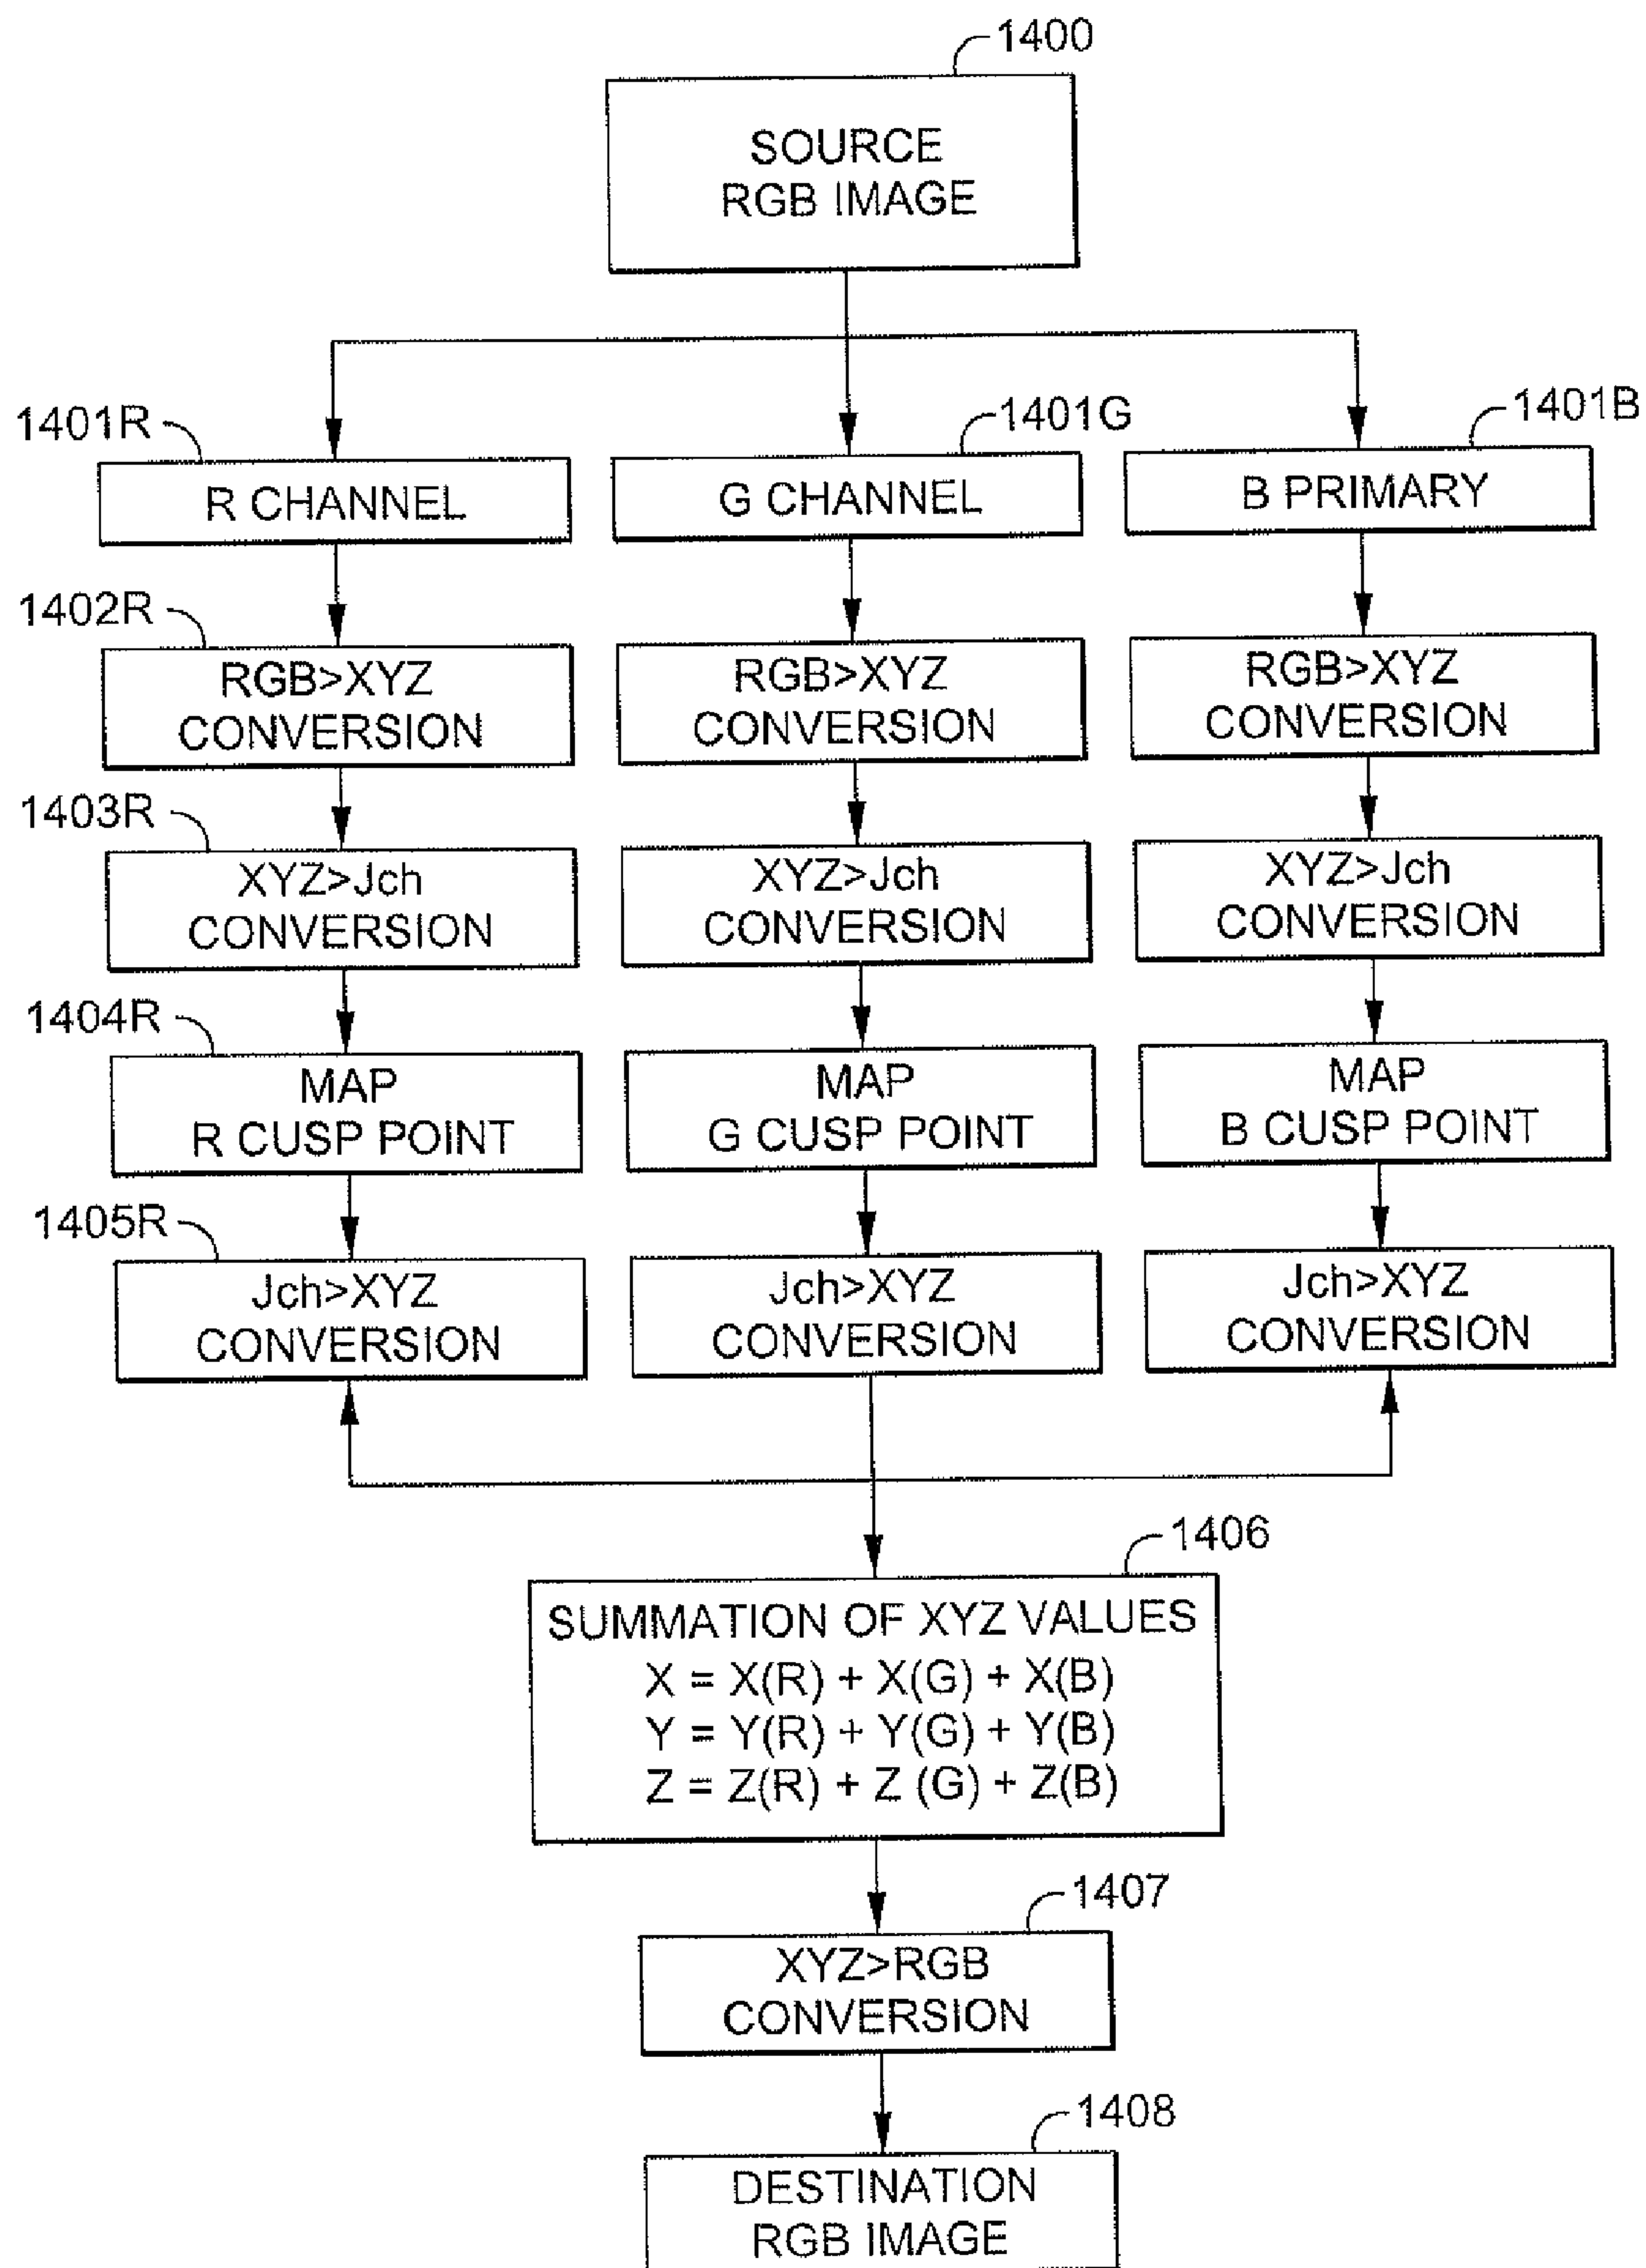 1400
SOURCE
RGB IMAGE
1401R
1401G
1401B
R CHANNEL
G CHANNEL
B PRIMARY
1402R
RGB>XYZ
CONVERSION
RGB>XYZ
CONVERSION
RGB>XYZ
CONVERSION
1403R
XYZ>Jch
CONVERSION
XYZ>Jch
CONVERSION
XYZ>Jch
CONVERSION
1404R
MAP
R CUSP POINT
MAP
G CUSP POINT
MAP
B CUSP POINT
1405R
Jch>XYZ
CONVERSION
Jch>XYZ
CONVERSION
Jch>XYZ
CONVERSION
1406
SUMMATION OF XYZ VALUES
X = X(R) + X(G) + X(B)
Y = Y(R) + Y(G) + Y(B)
Z = Z(R) + Z (G) + Z(B)
1407
XYZ>RGB
CONVERSION
1408
DESTINATION
RGB IMAGE